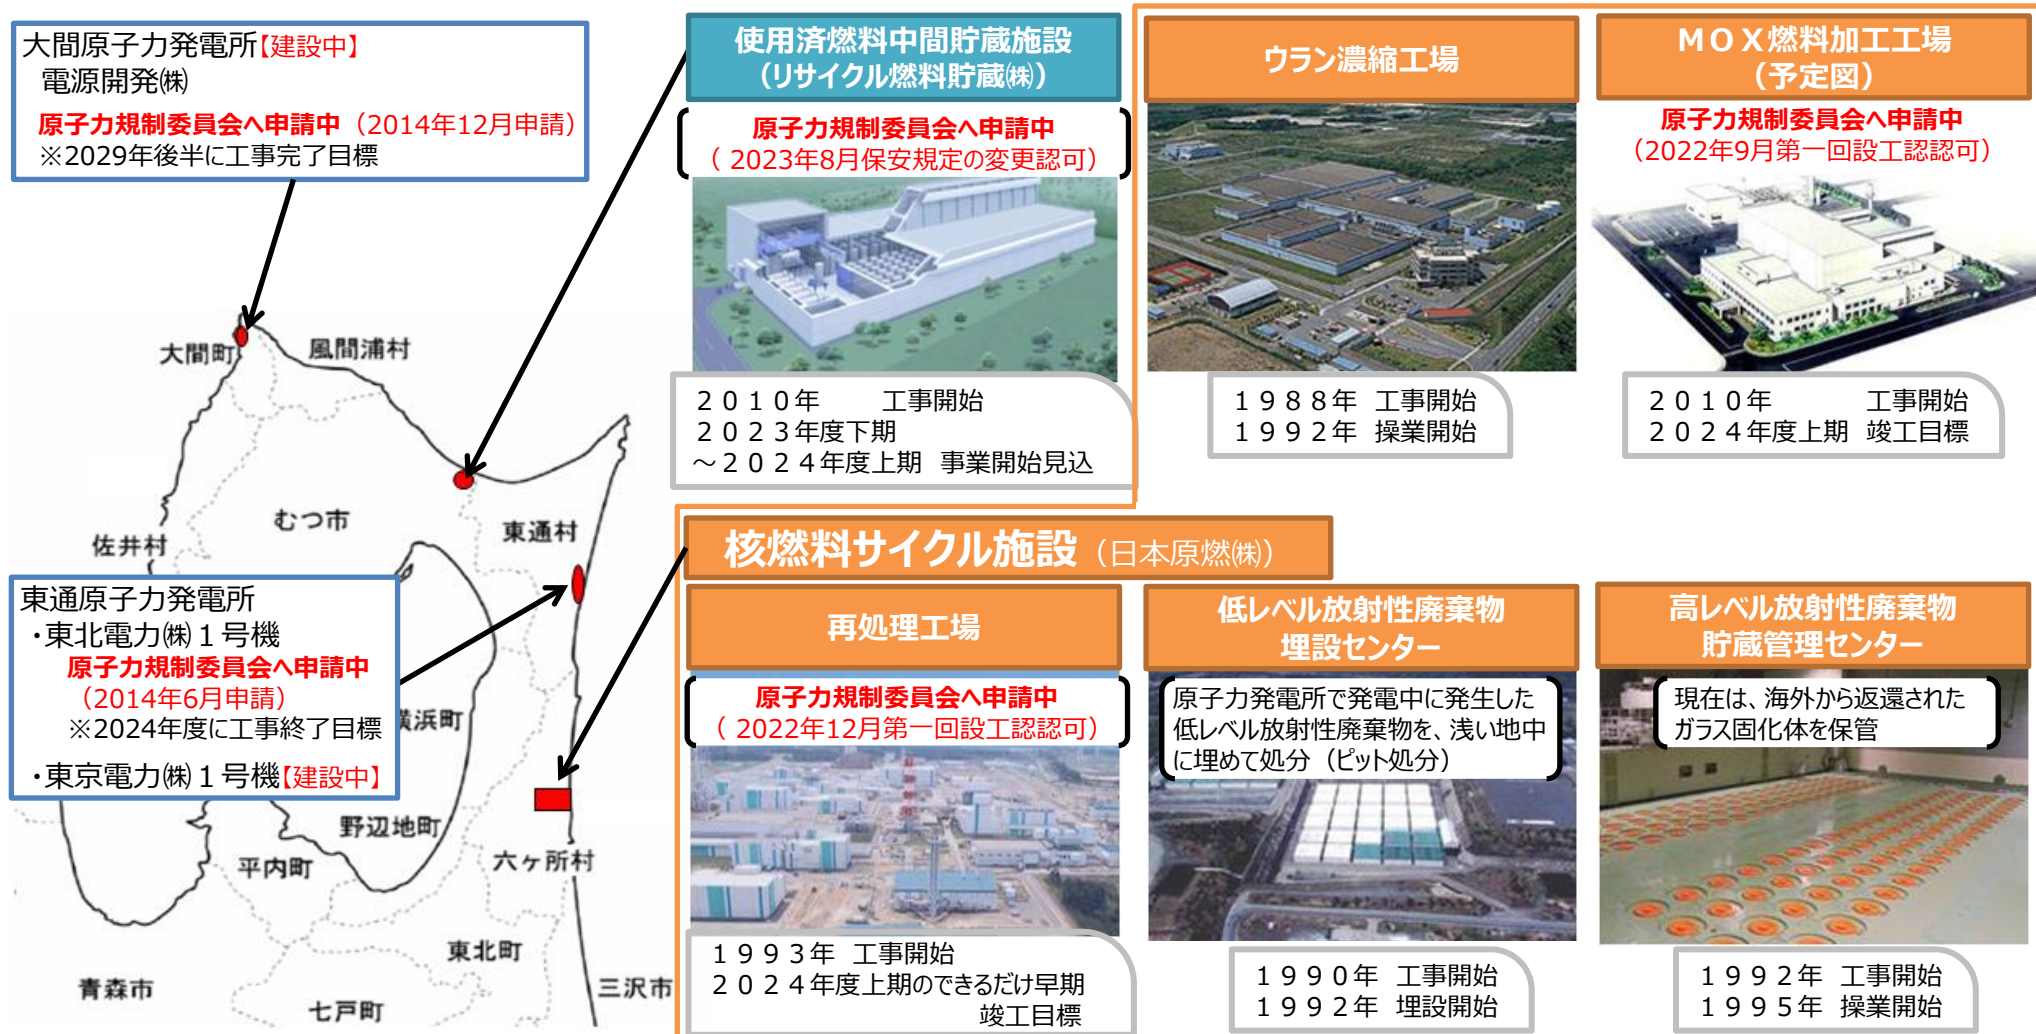 大間原子力発電所【建設中】
電源開発㈱
原子力規制委員会へ申請中（2014年12月申請）
※2029年後半に工事完了目標
使用済燃料中間貯蔵施設
（リサイクル燃料貯蔵㈱）
原子力規制委員会へ申請中
（ 2023年8月保安規定の変更認可）
２０１０年　　　工事開始
２０２３年度下期
～２０２４年度上期　事業開始見込
ウラン濃縮工場
１９８８年　工事開始
１９９２年　操業開始
ＭＯＸ燃料加工工場
（予定図）
原子力規制委員会へ申請中
（2022年9月第一回設工認認可）
２０１０年　　　　工事開始
２０２４年度上期　竣工目標
大間町
風間浦村
むつ市
東通村
佐井村
東通原子力発電所
・東北電力㈱１号機
原子力規制委員会へ申請中
（2014年6月申請）
※2024年度に工事終了目標
・東京電力㈱１号機【建設中】
横浜町
野辺地町
平内町
六ヶ所村
東北町
青森市
七戸町
三沢市
核燃料サイクル施設（日本原燃㈱）
再処理工場
原子力規制委員会へ申請中
（ 2022年12月第一回設工認認可）
１９９３年　工事開始
２０２４年度上期のできるだけ早期
竣工目標
低レベル放射性廃棄物
埋設センター
原子力発電所で発電中に発生した
低レベル放射性廃棄物を、浅い地中
に埋めて処分（ピット処分）
１９９０年　工事開始
１９９２年　埋設開始
高レベル放射性廃棄物
貯蔵管理センター
現在は、海外から返還された
ガラス固化体を保管
１９９２年　工事開始
１９９５年　操業開始